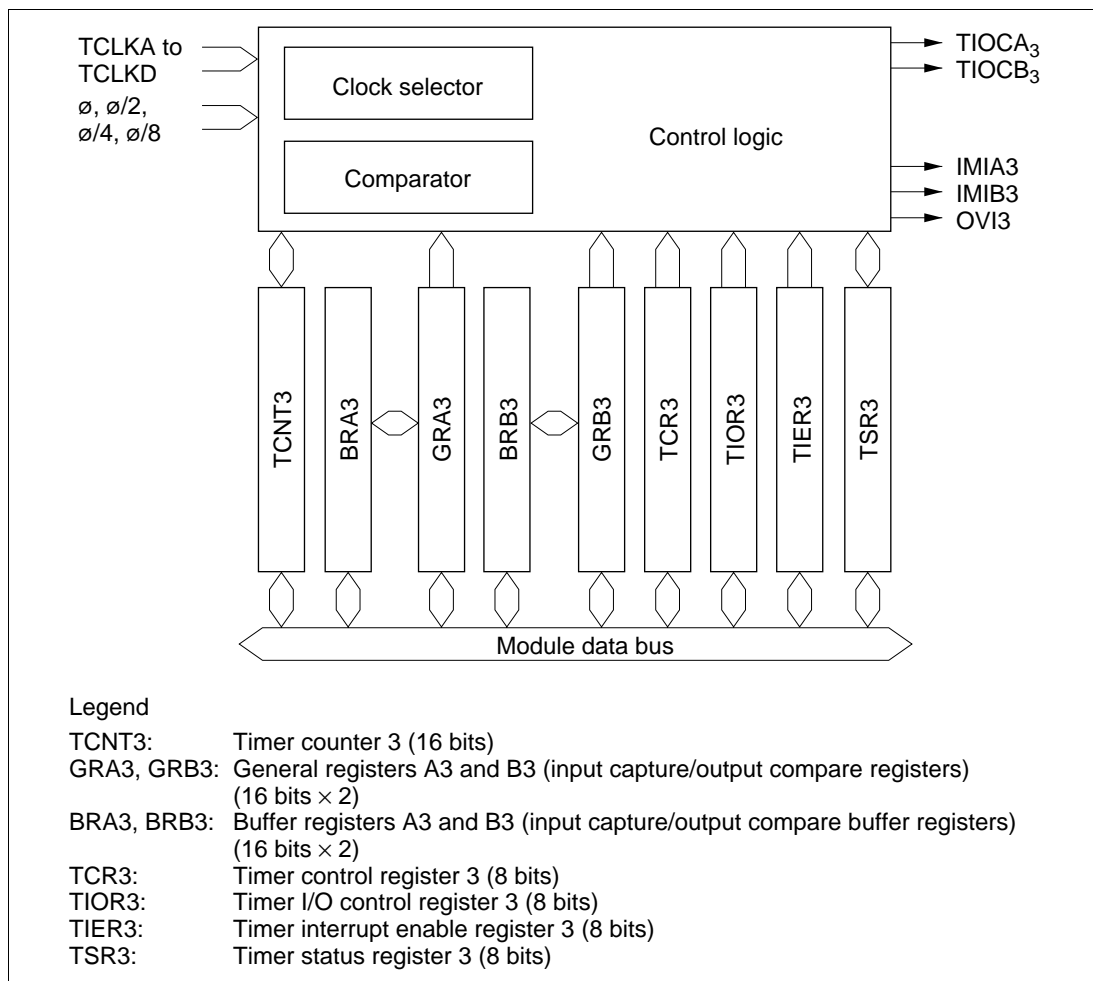 TCLKA to
TCLKD
ø, ø/2,
ø/4, ø/8
Clock selector
Comparator
Control logic
TIOCA3
TIOCB3
IMIA3
IMIB3
OVI3
TCNT3
BRA3
GRA3
BRB3
GRB3
TCR3
TIOR3
TIER3
TSR3
Module data bus
Legend
TCNT3: Timer counter 3 (16 bits)
GRA3, GRB3: General registers A3 and B3 (input capture/output compare registers)
(16 bits × 2)
BRA3, BRB3: Buffer registers A3 and B3 (input capture/output compare buffer registers)
(16 bits × 2)
TCR3: Timer control register 3 (8 bits)
TIOR3: Timer I/O control register 3 (8 bits)
TIER3: Timer interrupt enable register 3 (8 bits)
TSR3: Timer status register 3 (8 bits)